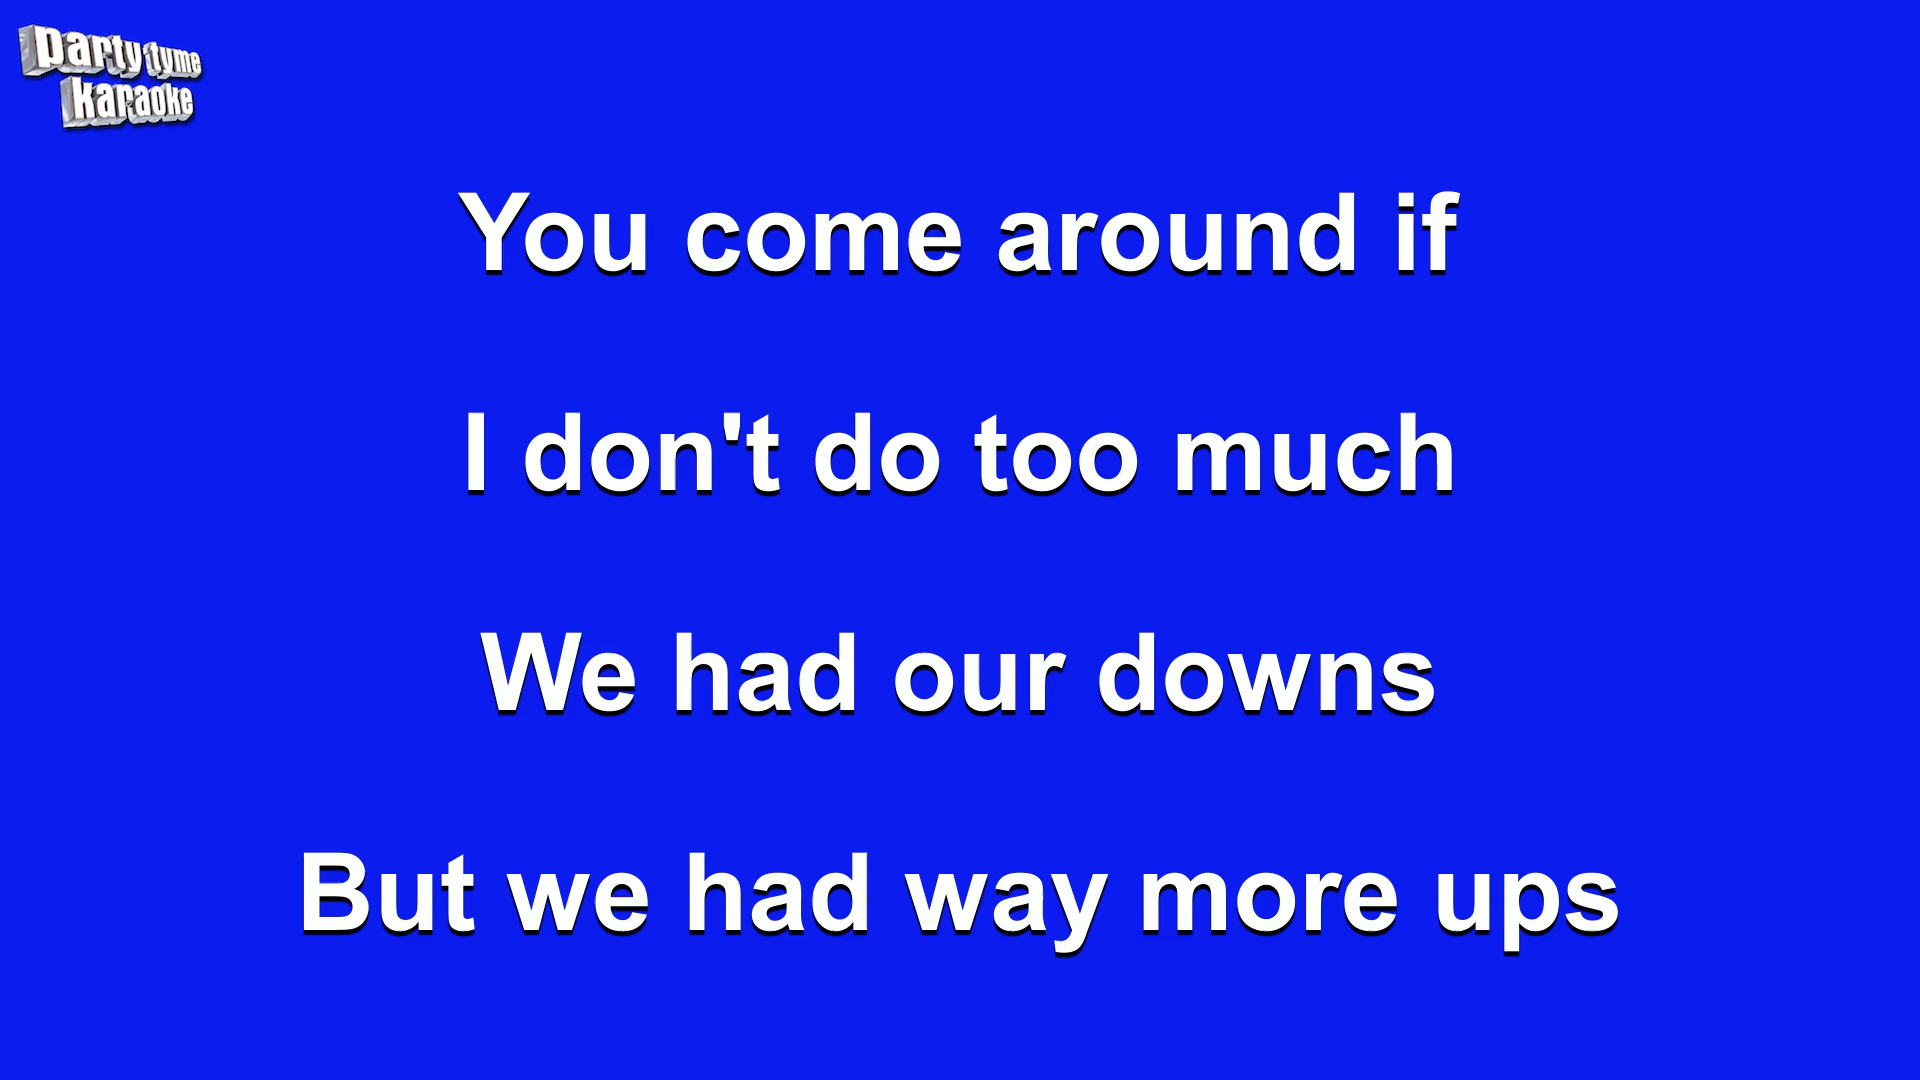 party tyme
karaoke
You come around if
I don't do too much
We had our downs
But we had way more ups